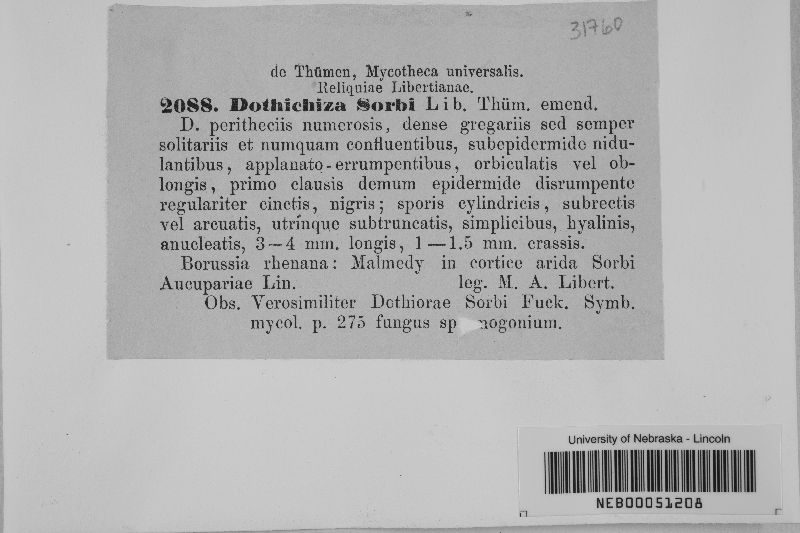 31760
de Thümen, Mycotheca universalis.
Reliquiae Libertianae.
2088. Dothichiza Sorbi Lib. Thüm. emend.
D. peritheciis numerosis, dense gregariis sed semper
solitariis et numquam confluentibus, subepidermide nidu-
lantibus, applanato-errumpentibus, orbiculatis vel ob-
longis, primo clausis demum epidermide disrumpente
regulariter cinctis, nigris; sporis cylindricis, subrectis
vel arcuatis, utrinque subtruncatis, simplicibus, hyalinis,
anucleatis, 3—4 mm. longis, 1—1.5 mm. crassis.
Borussia rhenana: Malmedy in cortice arida Sorbi
Aucupariae Lin. leg. M. A. Libert.
Obs. Verosimiliter Dothiorae Sorbi Fuck. Symb.
mycol. p. 275 fungus sp nogonium.
University of Nebraska - Lincoln
NEB00051208